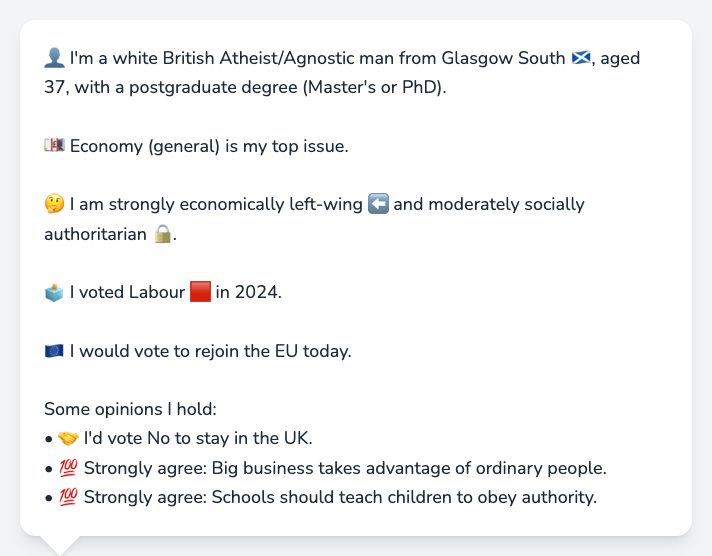 👤 I'm a white British Atheist/Agnostic man from Glasgow South 🏴󠁧󠁢󠁳󠁣󠁴󠁿, aged
37, with a postgraduate degree (Master's or PhD).
💷 Economy (general) is my top issue.
🤔 I am strongly economically left-wing ⬅️ and moderately socially
authoritarian 🔒.
🗳️ I voted Labour 🟥 in 2024.
🇪🇺 I would vote to rejoin the EU today.
Some opinions I hold:
• 🤝 I'd vote No to stay in the UK.
• 💯 Strongly agree: Big business takes advantage of ordinary people.
• 💯 Strongly agree: Schools should teach children to obey authority.